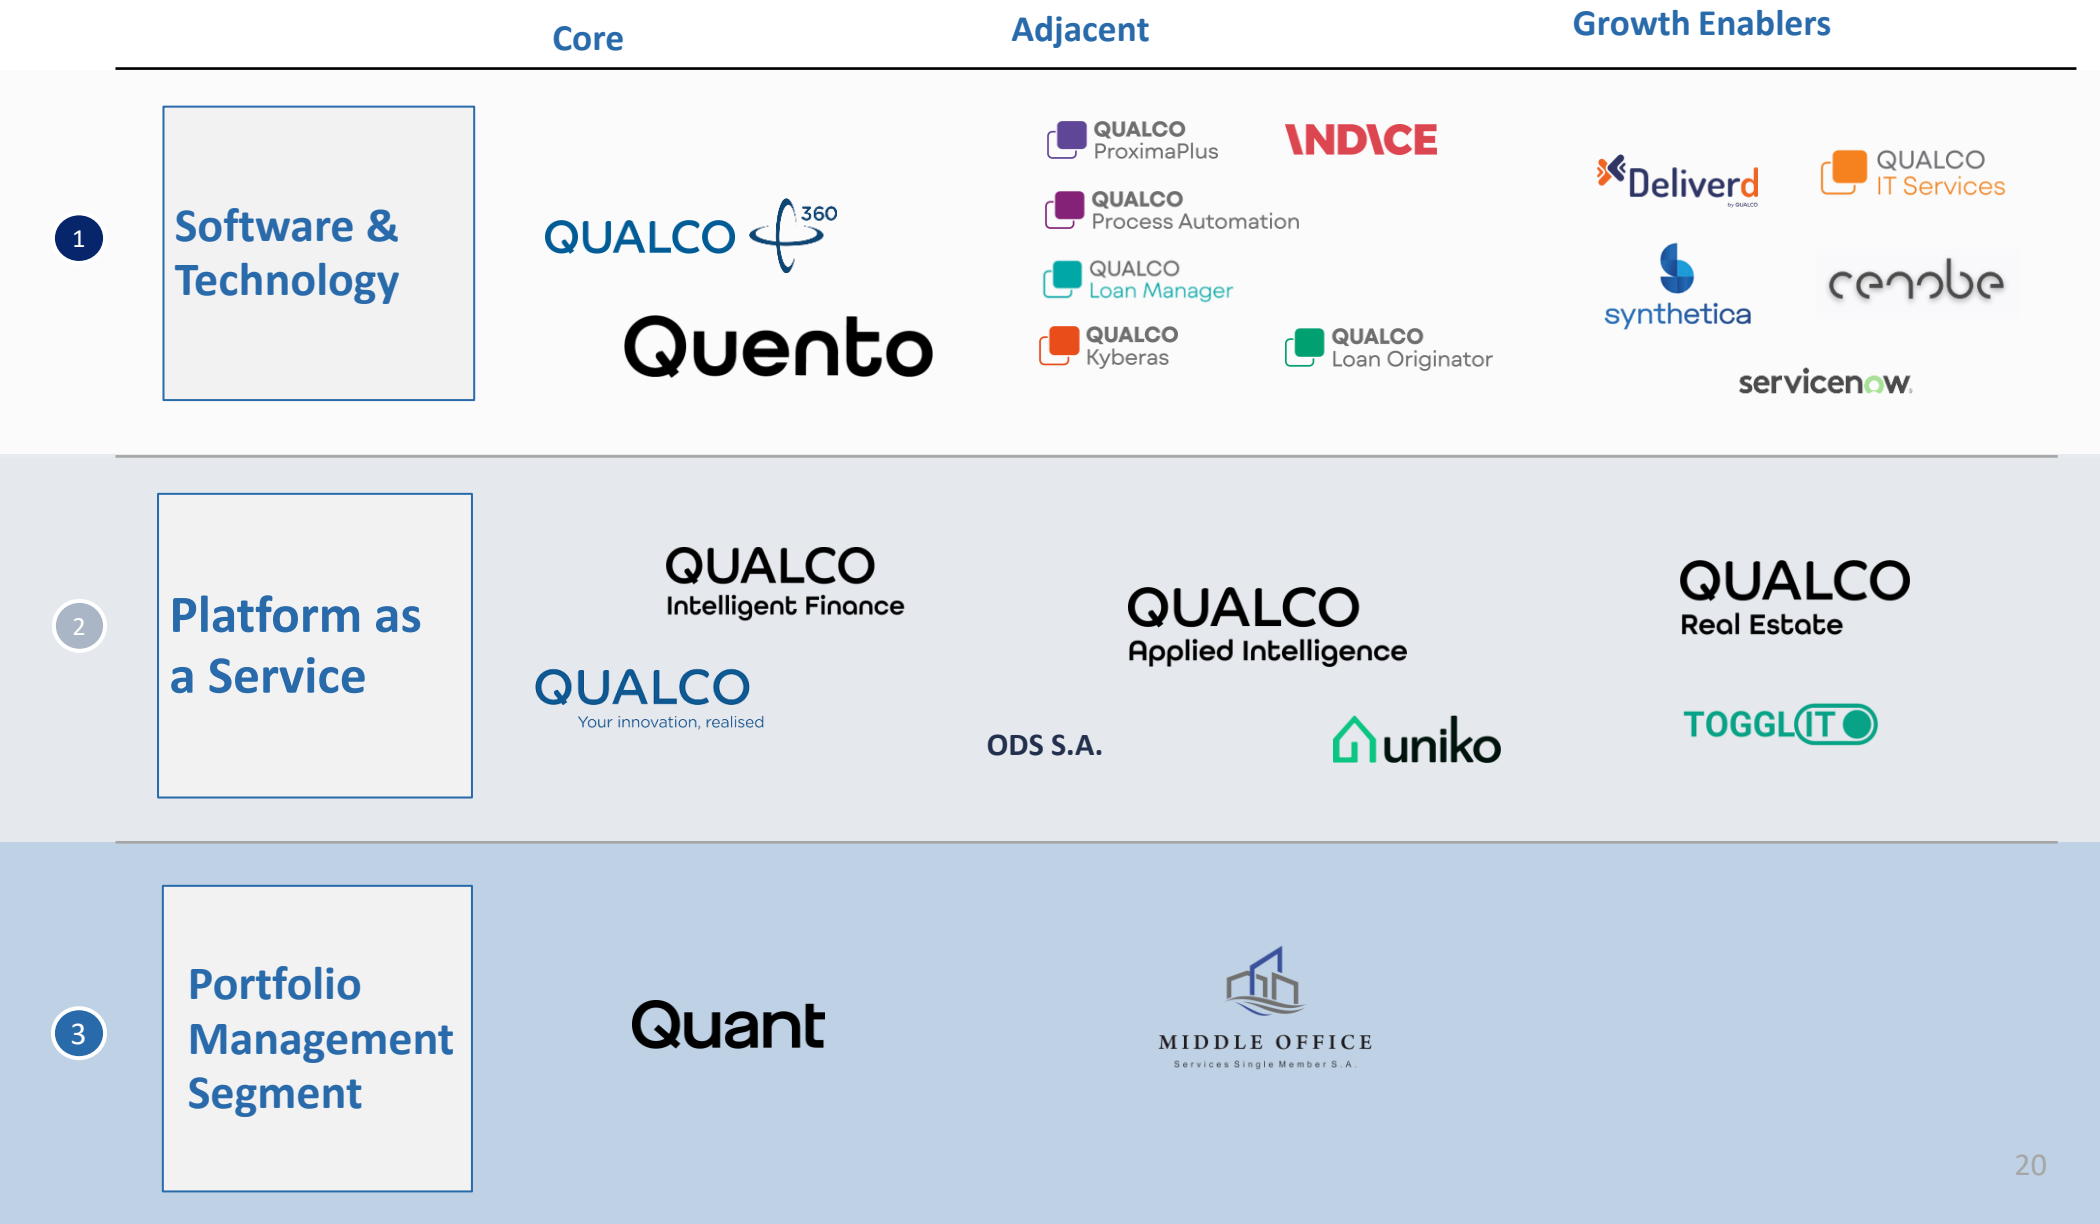 Core
Adjacent
Growth Enablers
1
Software &
Technology
QUALCO 360
Quento
QUALCO
ProximaPlus
INDICE
QUALCO
Process Automation
QUALCO
Loan Manager
QUALCO
Kyberas
QUALCO
Loan Originator
Deliverd
by QUALCO
QUALCO
IT Services
synthetica
cenobe
servicenow
2
Platform as
a Service
QUALCO
Intelligent Finance
QUALCO
Your innovation, realised
QUALCO
Applied Intelligence
ODS S.A.
uniko
QUALCO
Real Estate
TOGGLIT
3
Portfolio
Management
Segment
Quant
MIDDLE OFFICE
Services Single Member S.A.
20